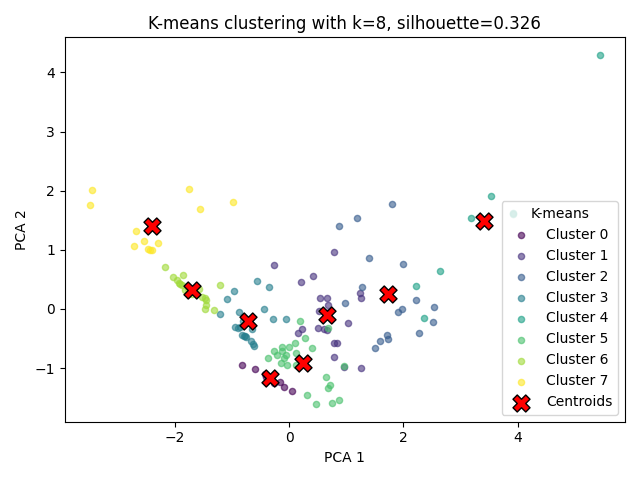 K-means clustering with k=8, silhouette=0.326
PCA 2
4
3
2
1
0
−1
−2
0
2
4
PCA 1
K-means
Cluster 0
Cluster 1
Cluster 2
Cluster 3
Cluster 4
Cluster 5
Cluster 6
Cluster 7
Centroids